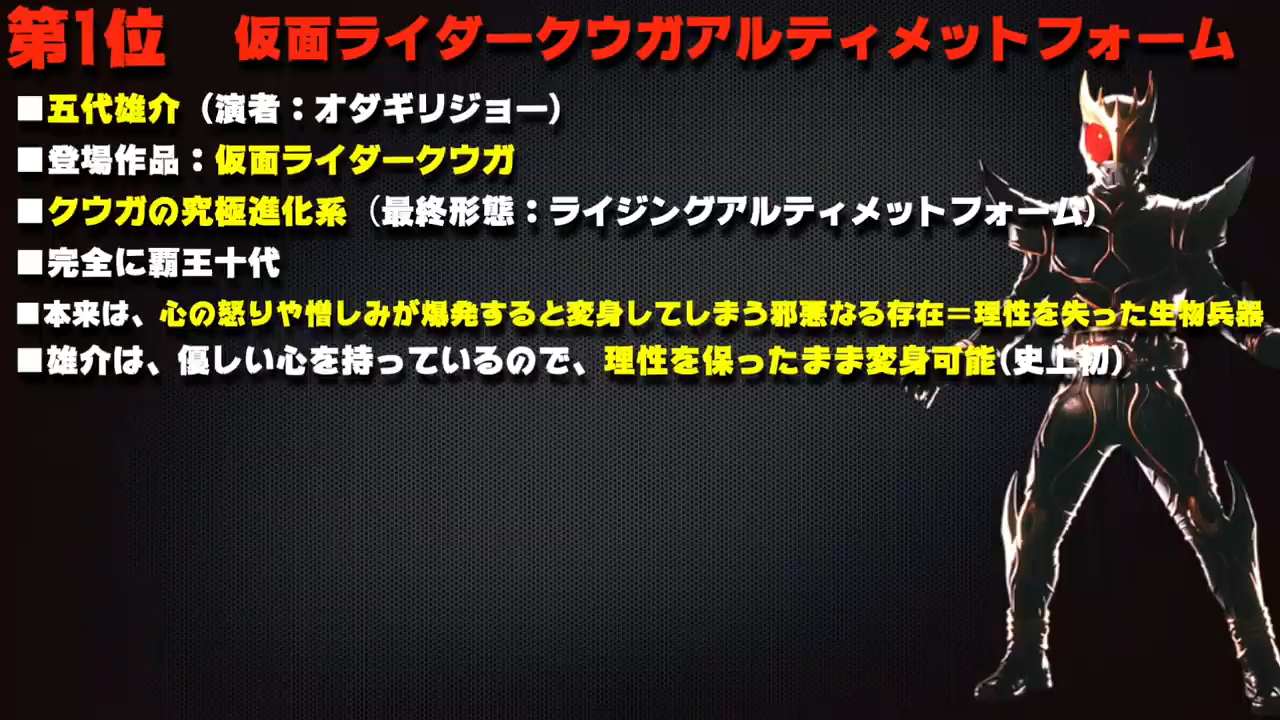 第1位 仮面ライダークウガアルティメットフォーム
■五代雄介（演者：オダギリジョー）
■登場作品：仮面ライダークウガ
■クウガの究極進化系（最終形態：ライジングアルティメットフォーム）
■完全に覇王十代
■本来は、心の怒りや憎しみが爆発すると変身してしまう邪悪なる存在＝理性を失った生物兵器
■雄介は、優しい心を持っているので、理性を保ったまま変身可能(史上初)